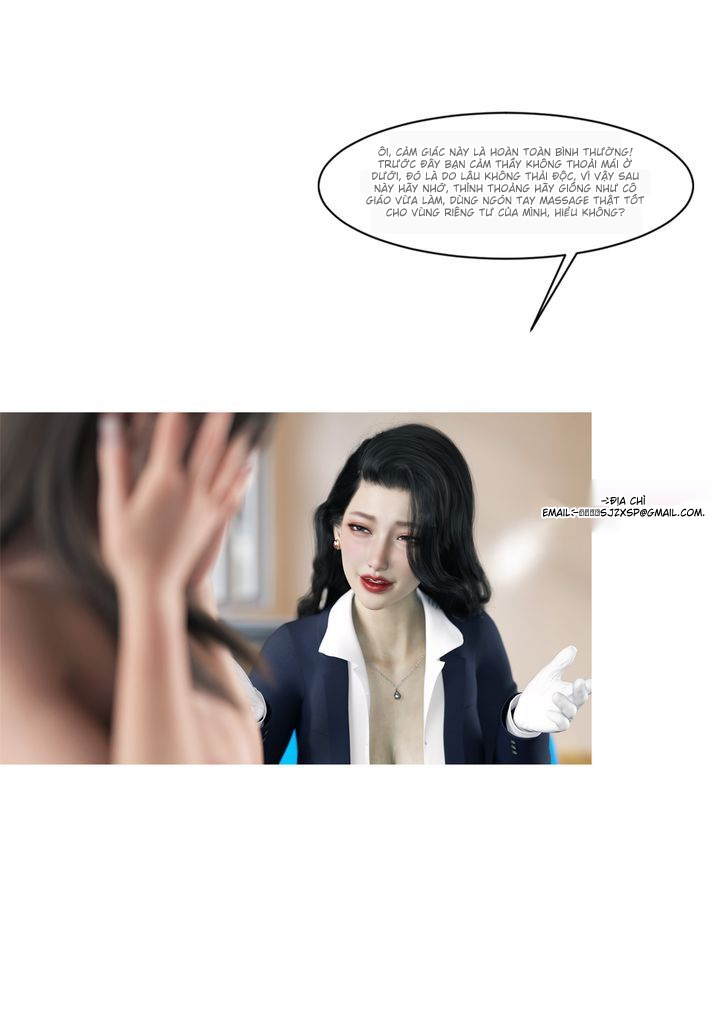 ÔI, CẢM GIÁC NÀY LÀ HOÀN TOÀN BÌNH THƯỜNG!
TRƯỚC ĐÂY BẠN CẢM THẤY KHÔNG THOẢI MÁI Ở
DƯỚI, ĐÓ LÀ DO LÂU KHÔNG THẢI ĐỘC, VÌ VẬY SAU
NÀY HÃY NHỚ, THỈNH THOẢNG HÃY GIỐNG NHƯ CÔ
GIÁO VỪA LÀM, DÙNG NGÓN TAY MASSAGE THẬT TỐT
CHO VÙNG RIÊNG TƯ CỦA MÌNH, HIỂU KHÔNG?
ĐỊA CHỈ
EMAIL: